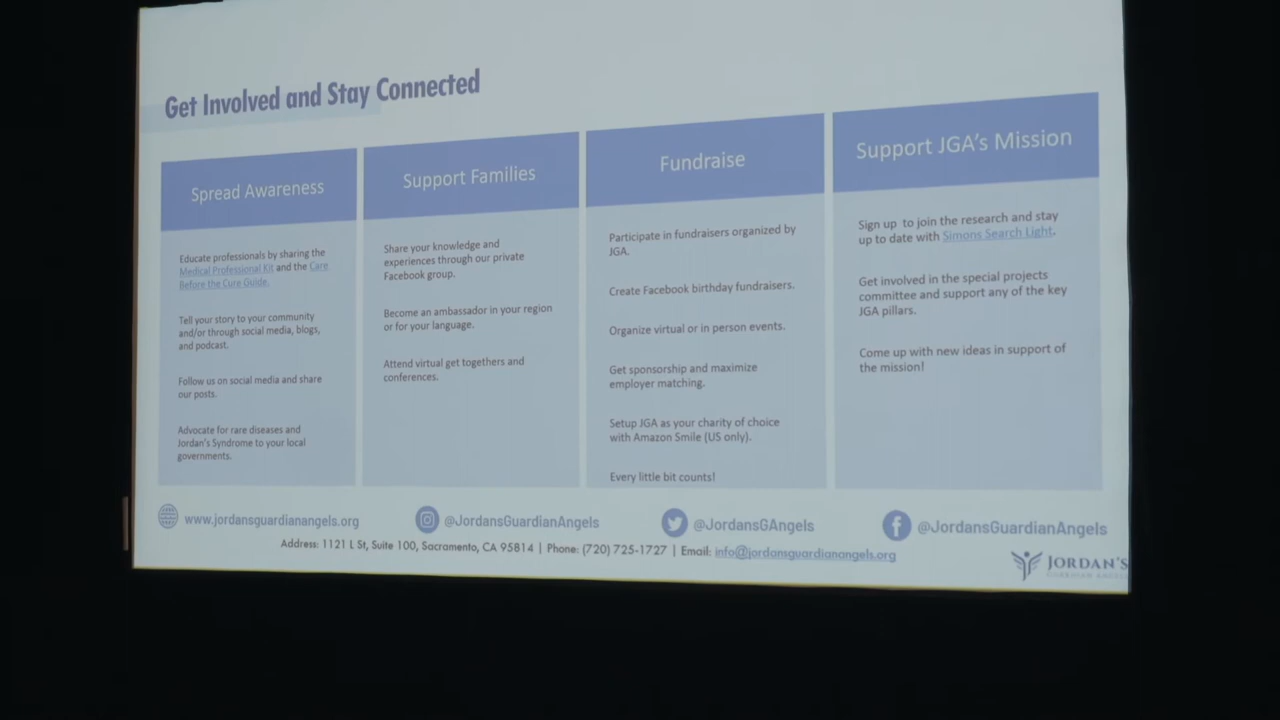 Get Involved and Stay Connected
Spread Awareness
Educate professionals by sharing the
Medical Professional Kit and the Care
Before the Cure Guide.
Tell your story to your community
and/or through social media, blogs,
and podcast.
Follow us on social media and share
our posts.
Advocate for rare diseases and
Jordan's Syndrome to your local
governments.
Support Families
Share your knowledge and
experiences through our private
Facebook group.
Become an ambassador in your region
or for your language.
Attend virtual get togethers and
conferences.
Fundraise
Participate in fundraisers organized by
JGA.
Create Facebook birthday fundraisers.
Organize virtual or in person events.
Get sponsorship and maximize
employer matching.
Setup JGA as your charity of choice
with Amazon Smile (US only).
Every little bit counts!
Support JGA's Mission
Sign up to join the research and stay
up to date with Simons Search Light.
Get involved in the special projects
committee and support any of the key
JGA pillars.
Come up with new ideas in support of
the mission!
www.jordansguardianangels.org
@JordansGuardianAngels
@JordansGAngels
@JordansGuardianAngels
Address: 1121 L St, Suite 100, Sacramento, CA 95814 | Phone: (720) 725-1727 | Email: info@jordansguardianangels.org
JORDAN'S
GUARDIAN ANGELS